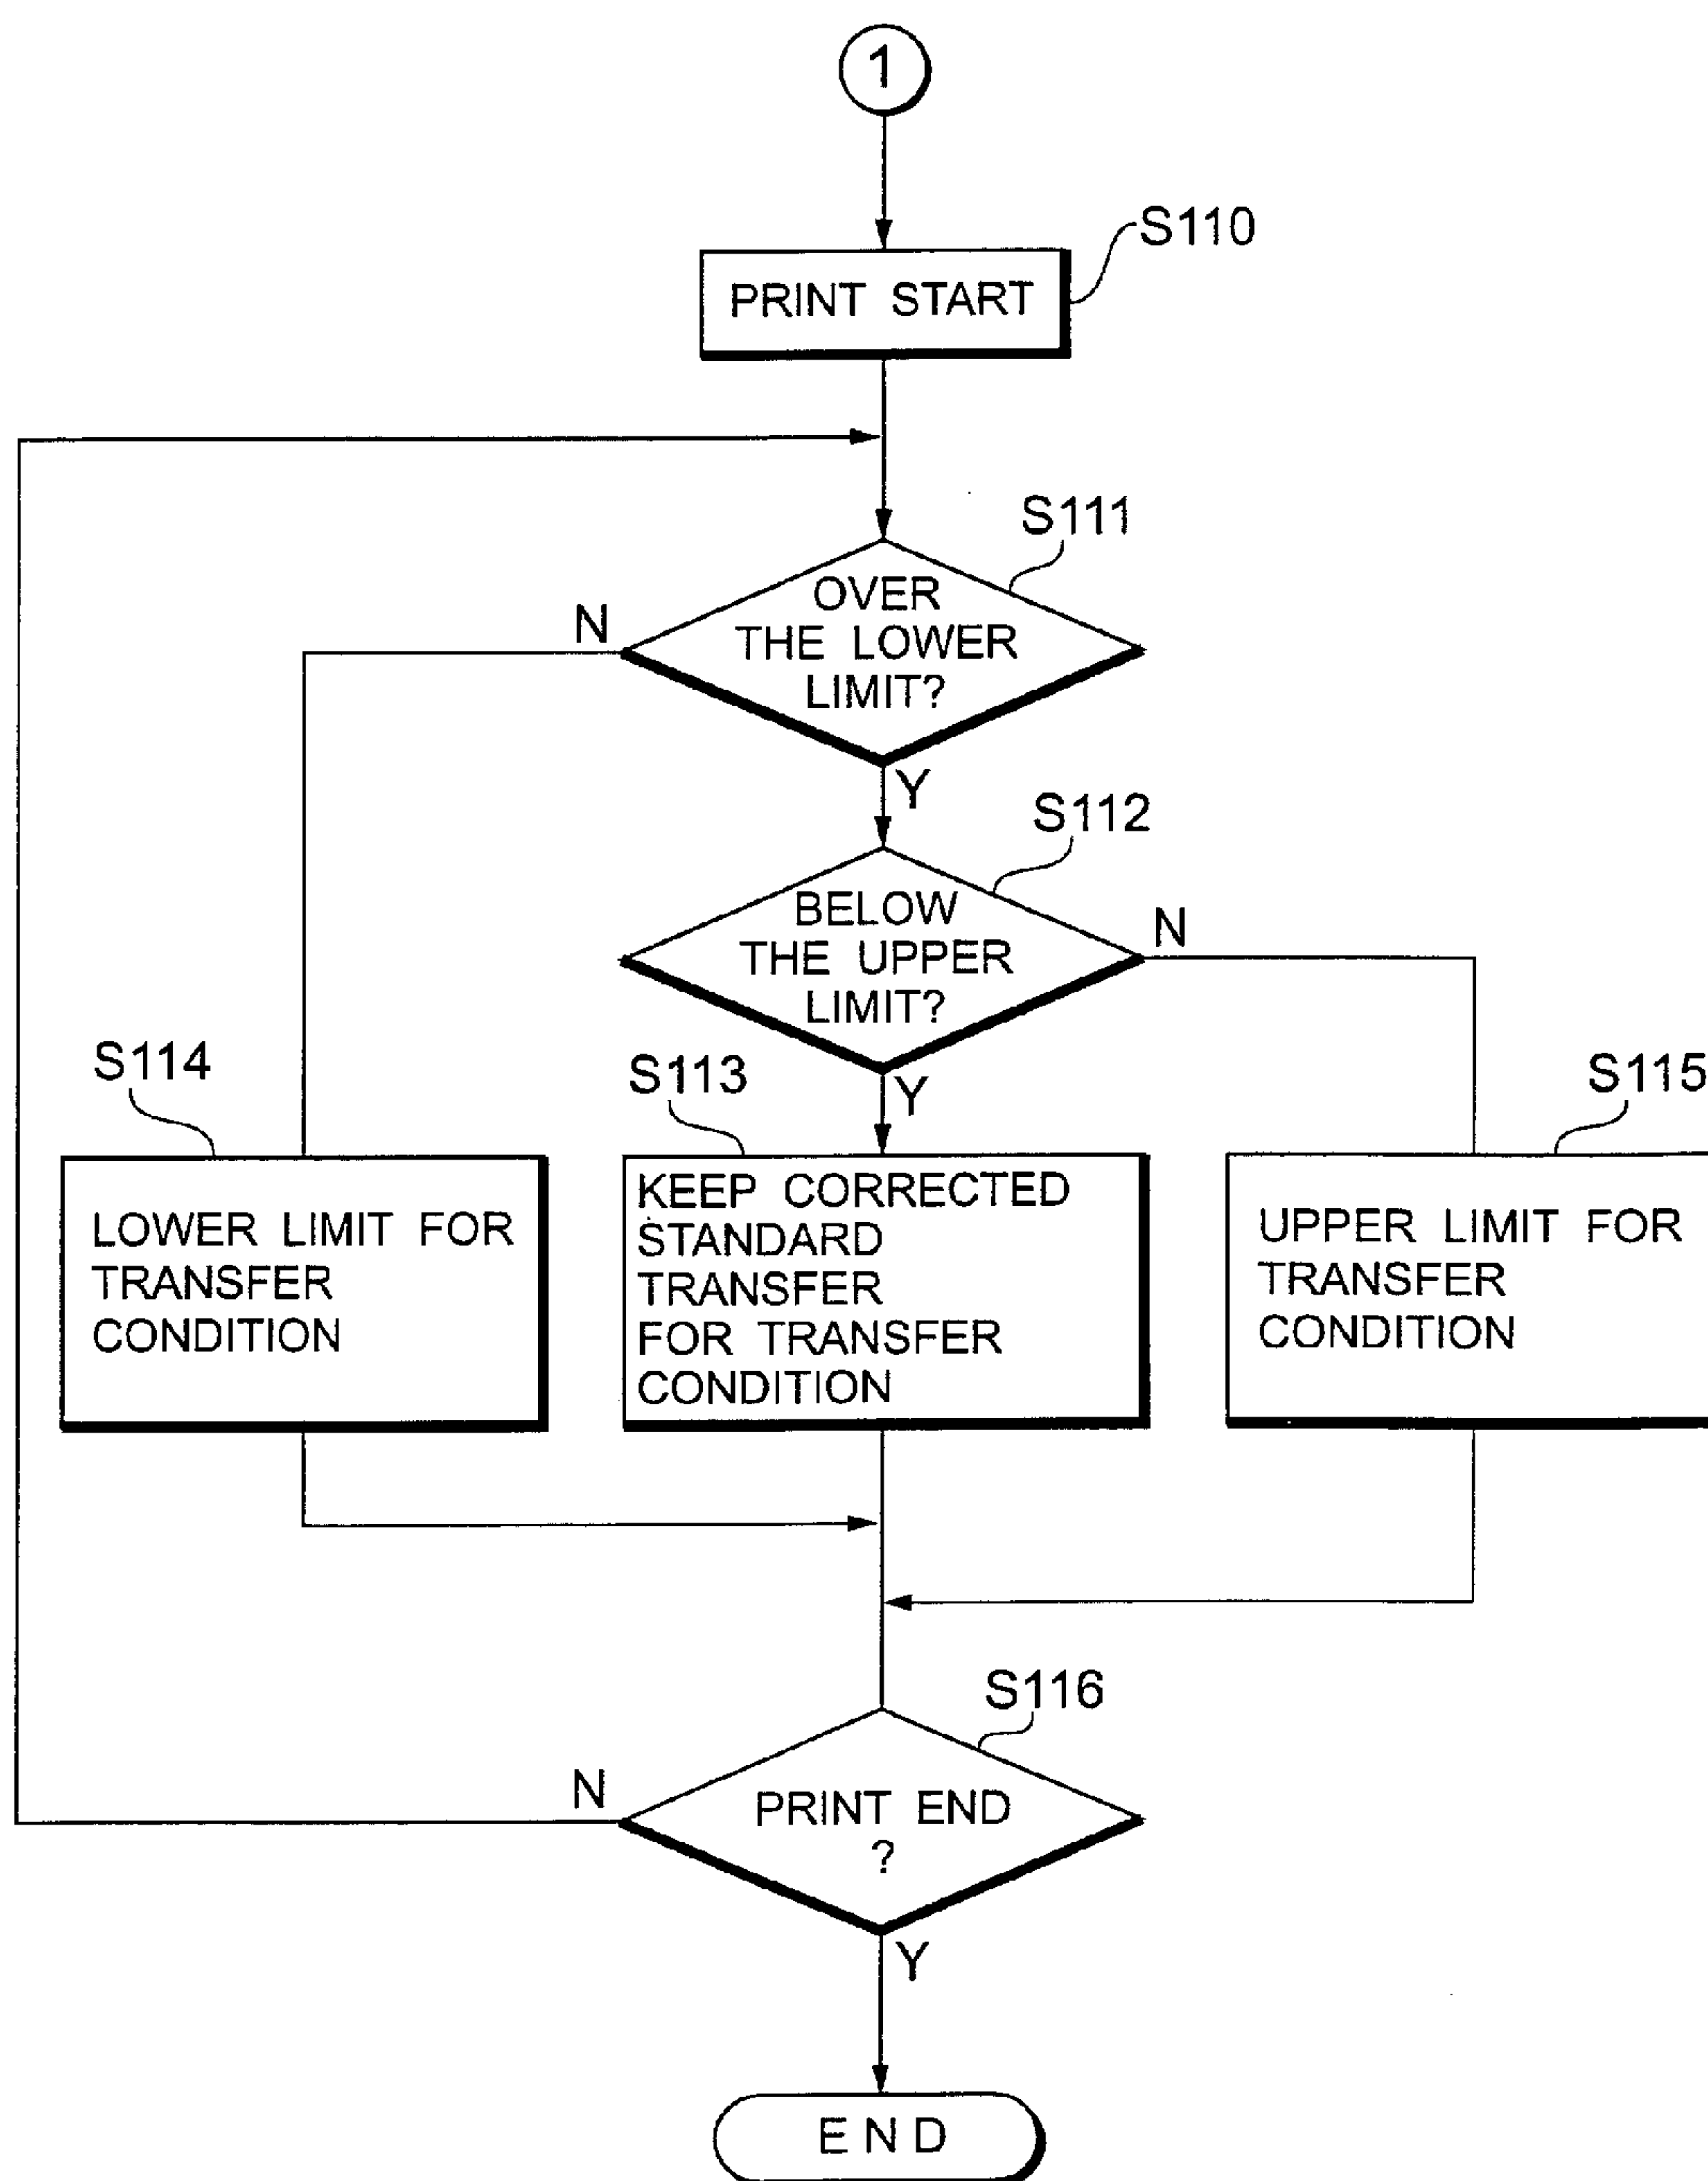 1
S110
PRINT START
S111
OVER
THE LOWER
LIMIT?
N
Y
S112
BELOW
THE UPPER
LIMIT?
N
Y
S114
LOWER LIMIT FOR
TRANSFER
CONDITION
S113
KEEP CORRECTED
STANDARD
TRANSFER
FOR TRANSFER
CONDITION
S115
UPPER LIMIT FOR
TRANSFER
CONDITION
S116
PRINT END
?
N
Y
END